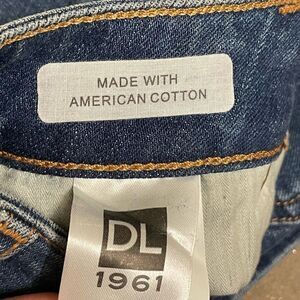 MADE WITH
AMERICAN COTTON
DL
1961